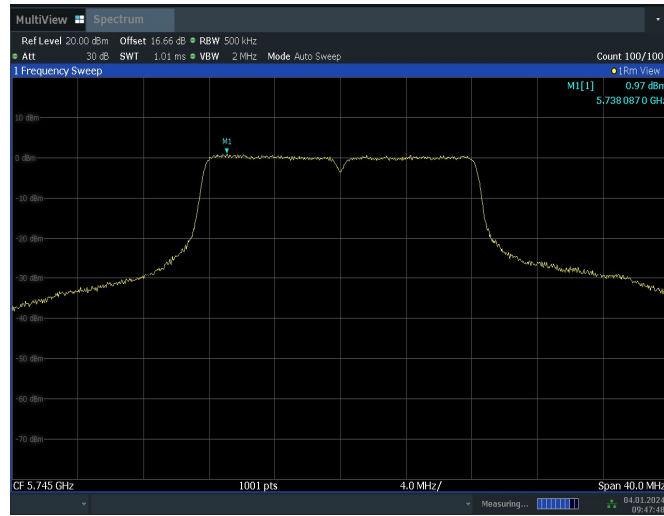 MultiView Spectrum
Ref Level 20.00 dBm Offset 16.66 dB RBW 500 kHz
Att 30 dB SWT 1.01 ms VBW 2 MHz Mode Auto Sweep Count 100/100
1 Frequency Sweep 1Rm View
M1[1] 0.97 dBm
5.7380870 GHz
10 dBm
M1
0 dBm
-10 dBm
-20 dBm
-30 dBm
-40 dBm
-50 dBm
-60 dBm
-70 dBm
CF 5.745 GHz 1001 pts 4.0 MHz/ Span 40.0 MHz
Measuring... 04.01.2024
09:47:48